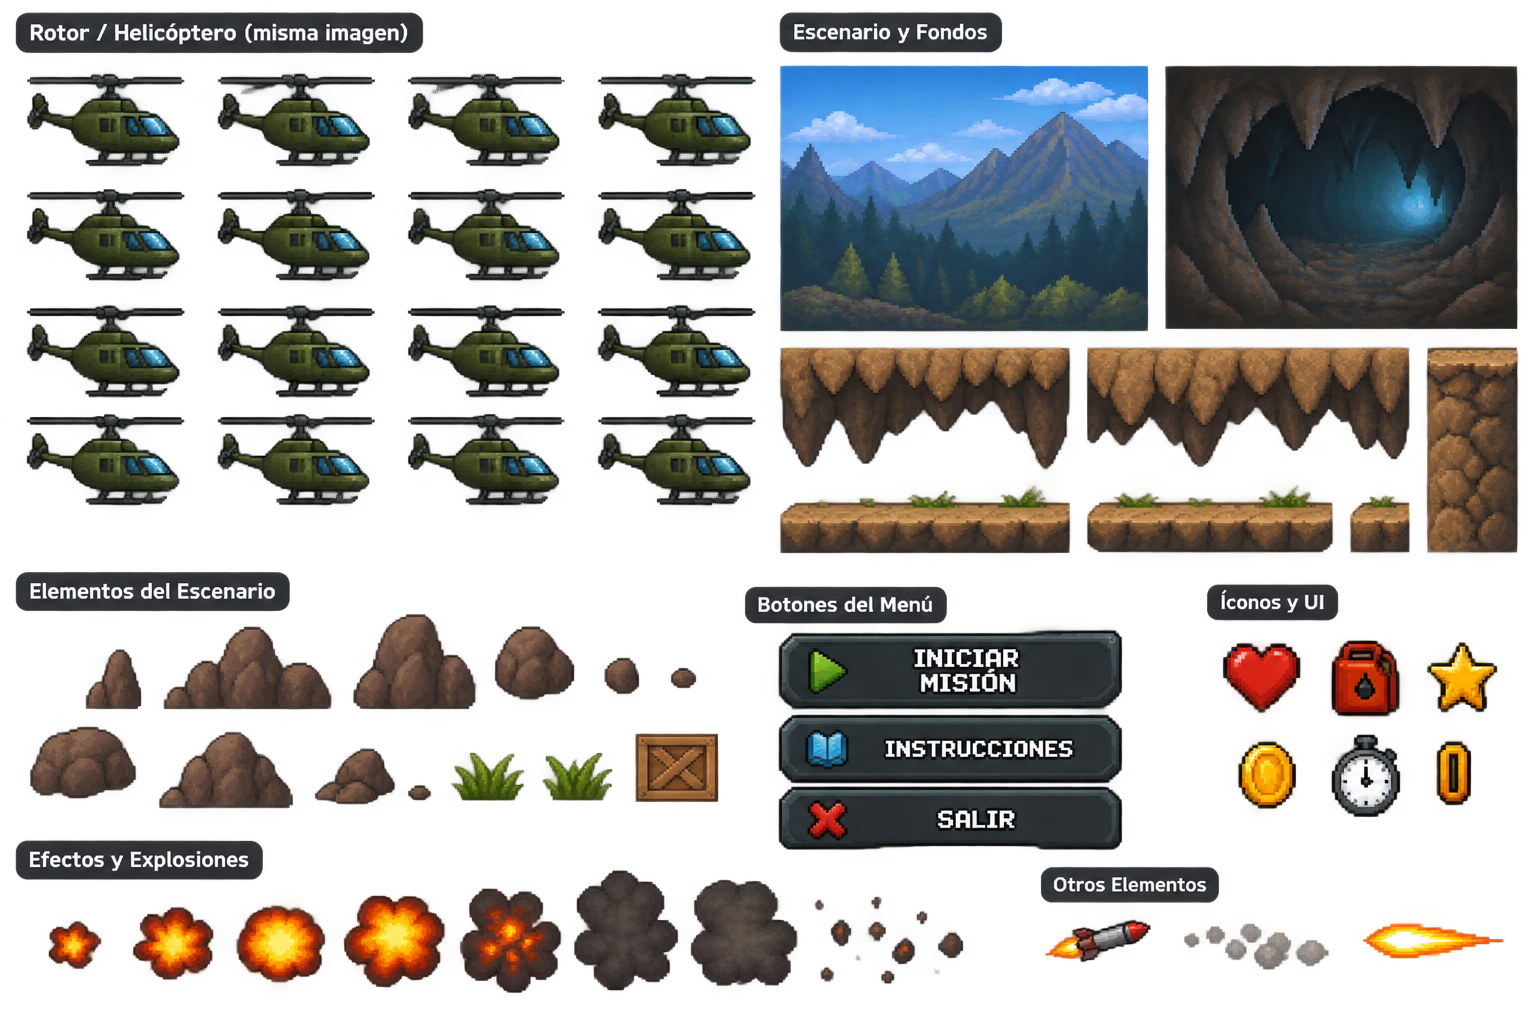 Rotor / Helicóptero (misma imagen)
Escenario y Fondos
Elementos del Escenario
Botones del Menú
INICIAR
MISIÓN
INSTRUCCIONES
SALIR
Íconos y UI
Efectos y Explosiones
Otros Elementos